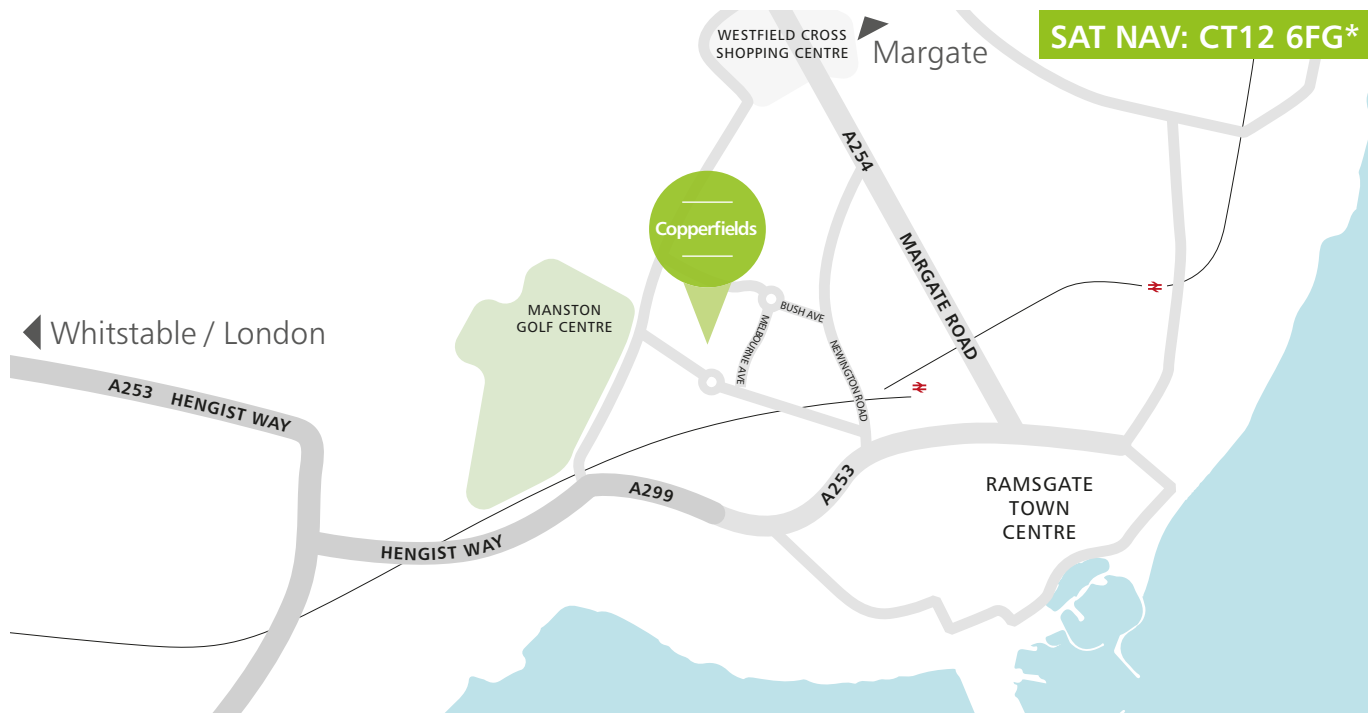 WESTFIELD CROSS
SHOPPING CENTRE
Margate
SAT NAV: CT12 6FG*
A254
Copperfields
MARGATE ROAD
MANSTON
GOLF CENTRE
BUSH AVE
MELBOURNE AVE
NEWINGTON ROAD
Whitstable / London
A253 HENGIST WAY
A299
A253
HENGIST WAY
RAMSGATE
TOWN
CENTRE